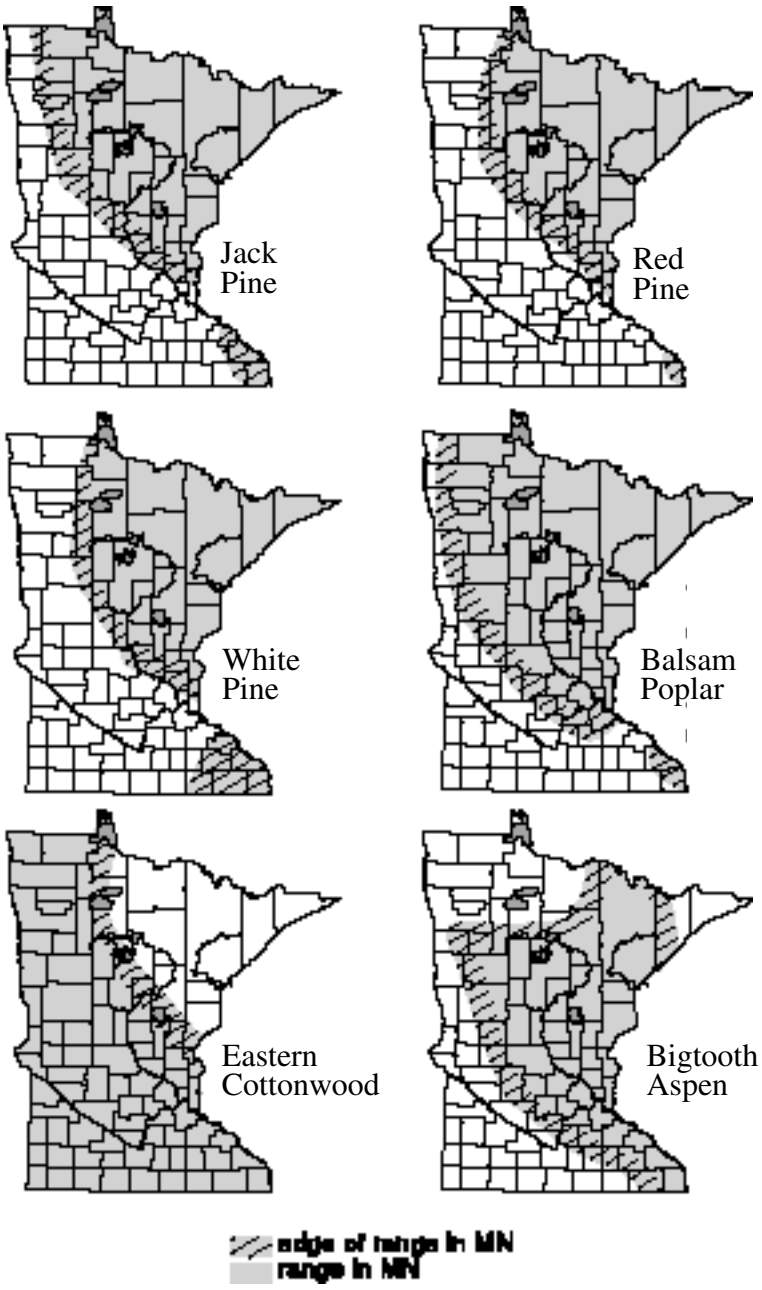 Jack
Pine
Red
Pine
White
Pine
Balsam
Poplar
Eastern
Cottonwood
Bigtooth
Aspen
edge of range in MN
range in MN